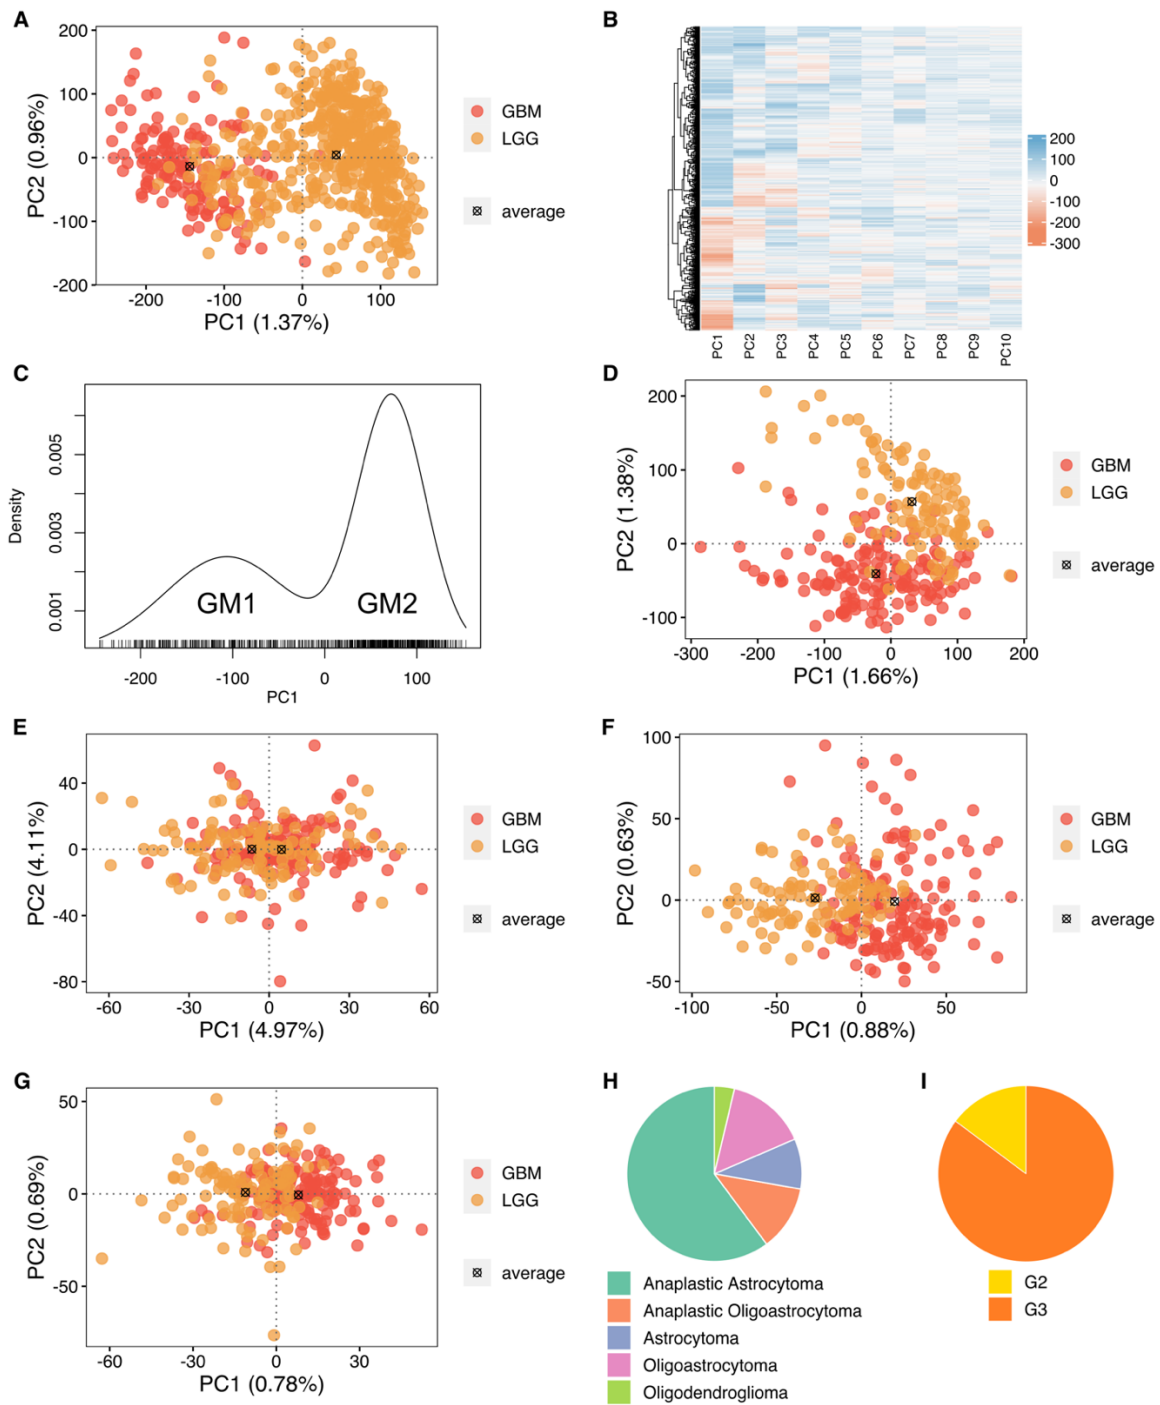 A
200
100
0
-100
-200
PC2 (0.96%)
-200 -100 0 100
PC1 (1.37%)
GBM
LGG
average
B
200
100
0
-100
-200
-300
PC1 PC2 PC3 PC4 PC5 PC6 PC7 PC8 PC9 PC10
C
Density
0.005
0.003
0.001
GM1 GM2
-200 -100 0 100
PC1
D
200
100
0
-100
PC2 (1.38%)
-300 -200 -100 0 100 200
PC1 (1.66%)
GBM
LGG
average
E
40
0
-40
-80
PC2 (4.11%)
-60 -30 0 30 60
PC1 (4.97%)
GBM
LGG
average
F
100
50
0
-50
PC2 (0.63%)
-100 -50 0 50
PC1 (0.88%)
GBM
LGG
average
G
50
0
-50
PC2 (0.69%)
-60 -30 0 30
PC1 (0.78%)
GBM
LGG
average
H
Anaplastic Astrocytoma
Anaplastic Oligoastrocytoma
Astrocytoma
Oligoastrocytoma
Oligodendroglioma
I
G2
G3